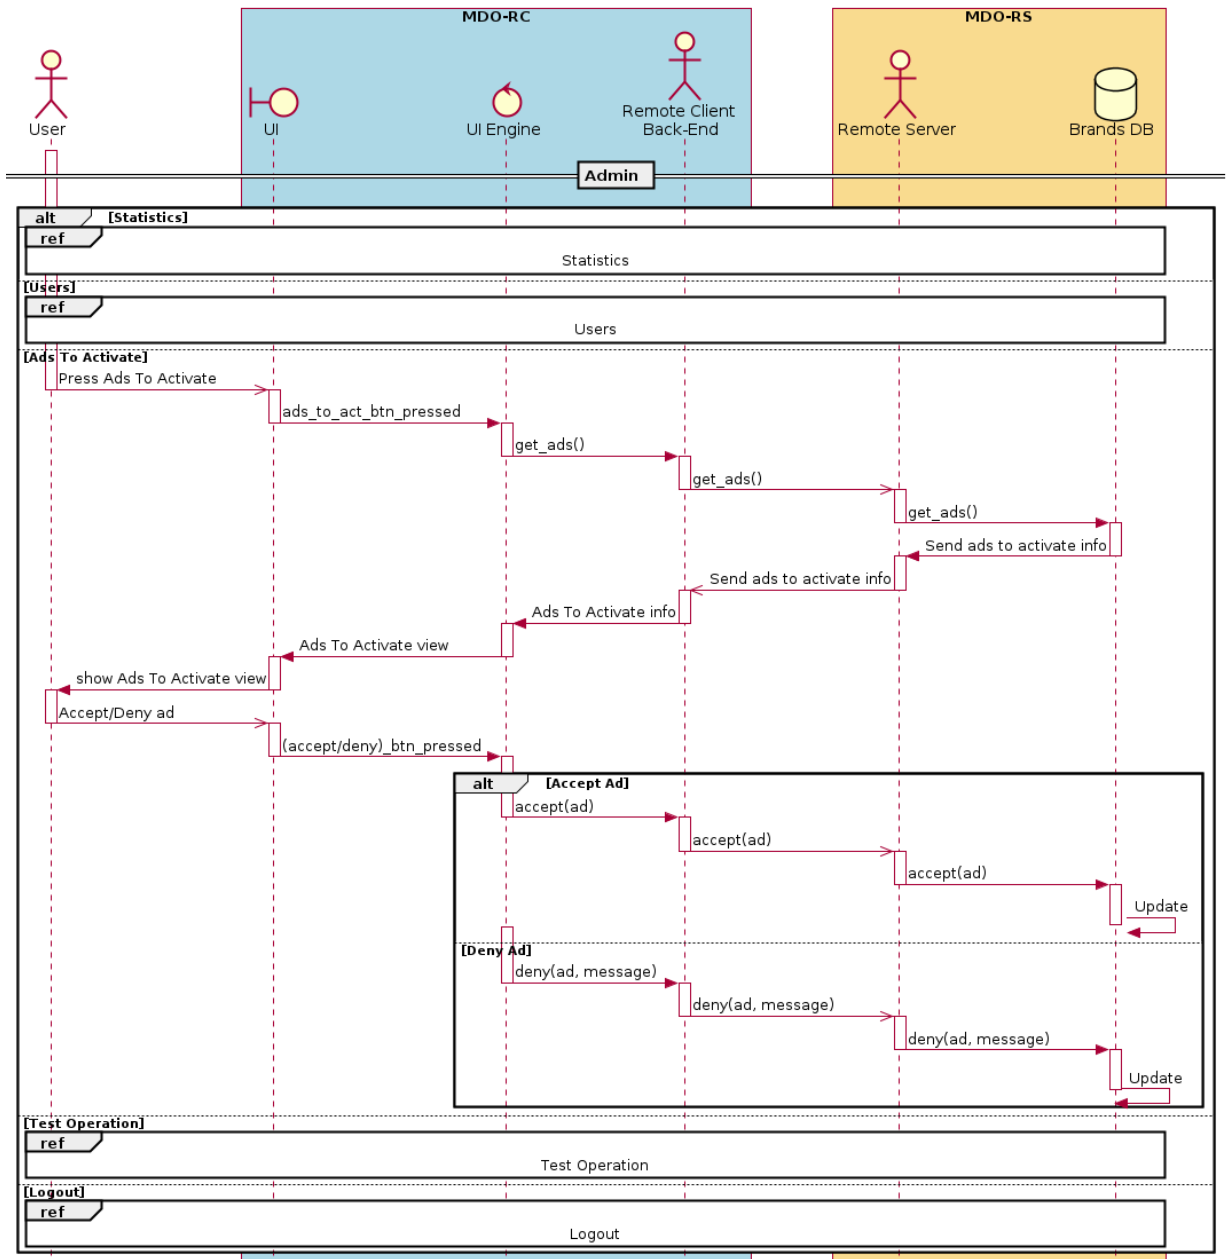 MDO-RC
MDO-RS
User
UI
UI Engine
Remote Client
Back-End
Remote Server
Brands DB
Admin
alt
[Statistics]
ref
Statistics
[Users]
ref
Users
[Ads To Activate]
Press Ads To Activate
ads_to_act_btn_pressed
get_ads()
get_ads()
get_ads()
Send ads to activate info
Send ads to activate info
Ads To Activate info
Ads To Activate view
show Ads To Activate view
Accept/Deny ad
(accept/deny)_btn_pressed
alt
[Accept Ad]
accept(ad)
accept(ad)
accept(ad)
Update
[Deny Ad]
deny(ad, message)
deny(ad, message)
deny(ad, message)
Update
[Test Operation]
ref
Test Operation
[Logout]
ref
Logout